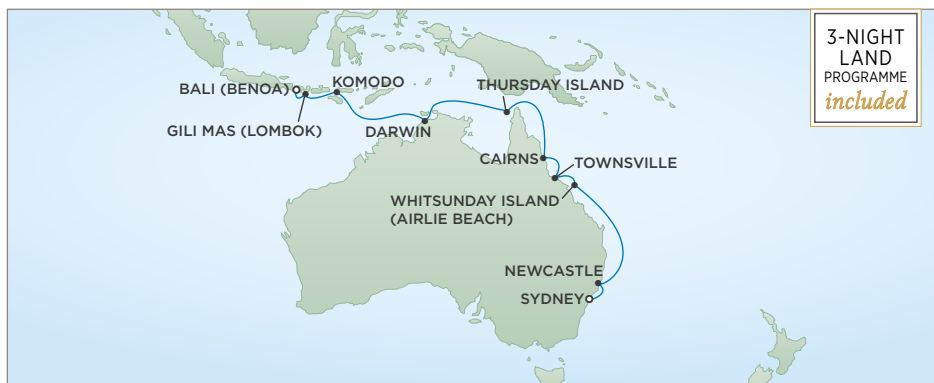 3-NIGHT
LAND
PROGRAMME
included
BALI (BENOA)
KOMODO
THURSDAY ISLAND
GILI MAS (LOMBOK)
DARWIN
CAIRNS
TOWNSVILLE
WHITSUNDAY ISLAND
(AIRLIE BEACH)
NEWCASTLE
SYDNEY